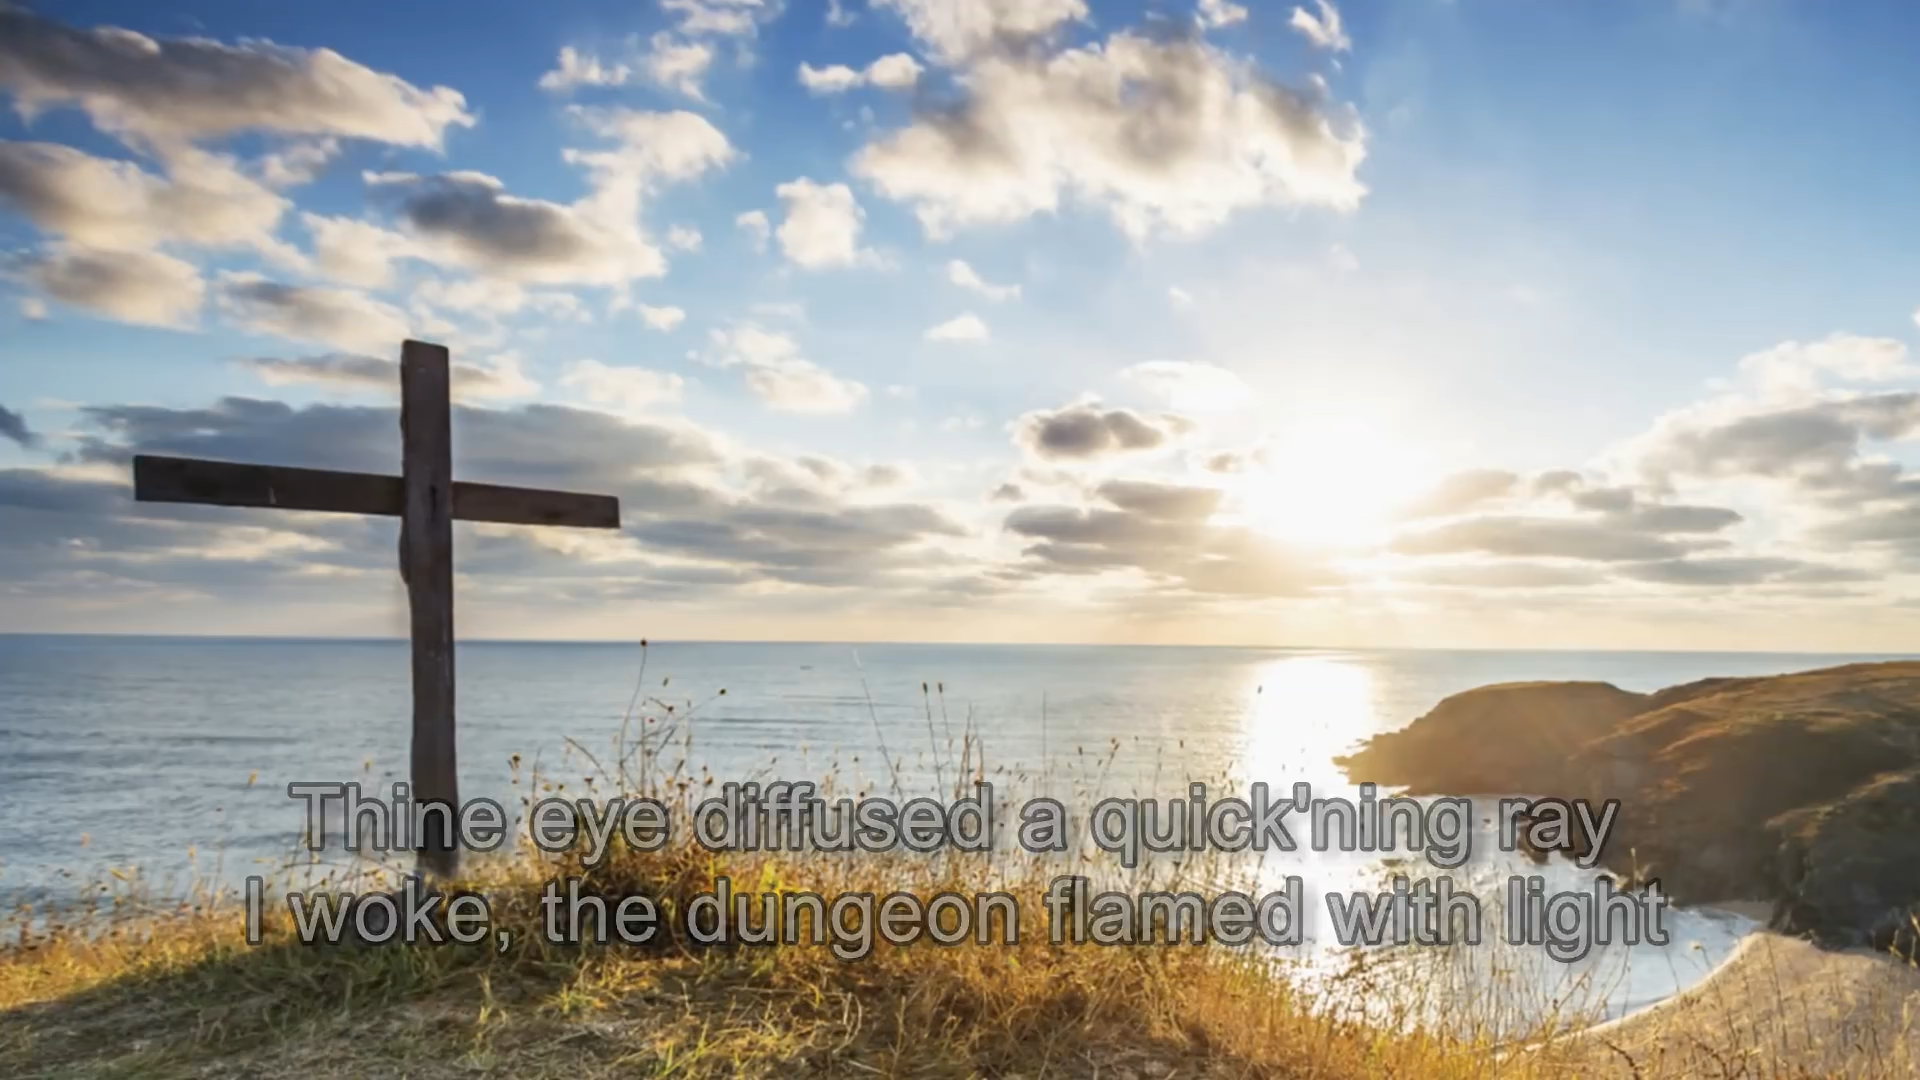 Thine eye diffused a quick'ning ray
I woke, the dungeon flamed with light